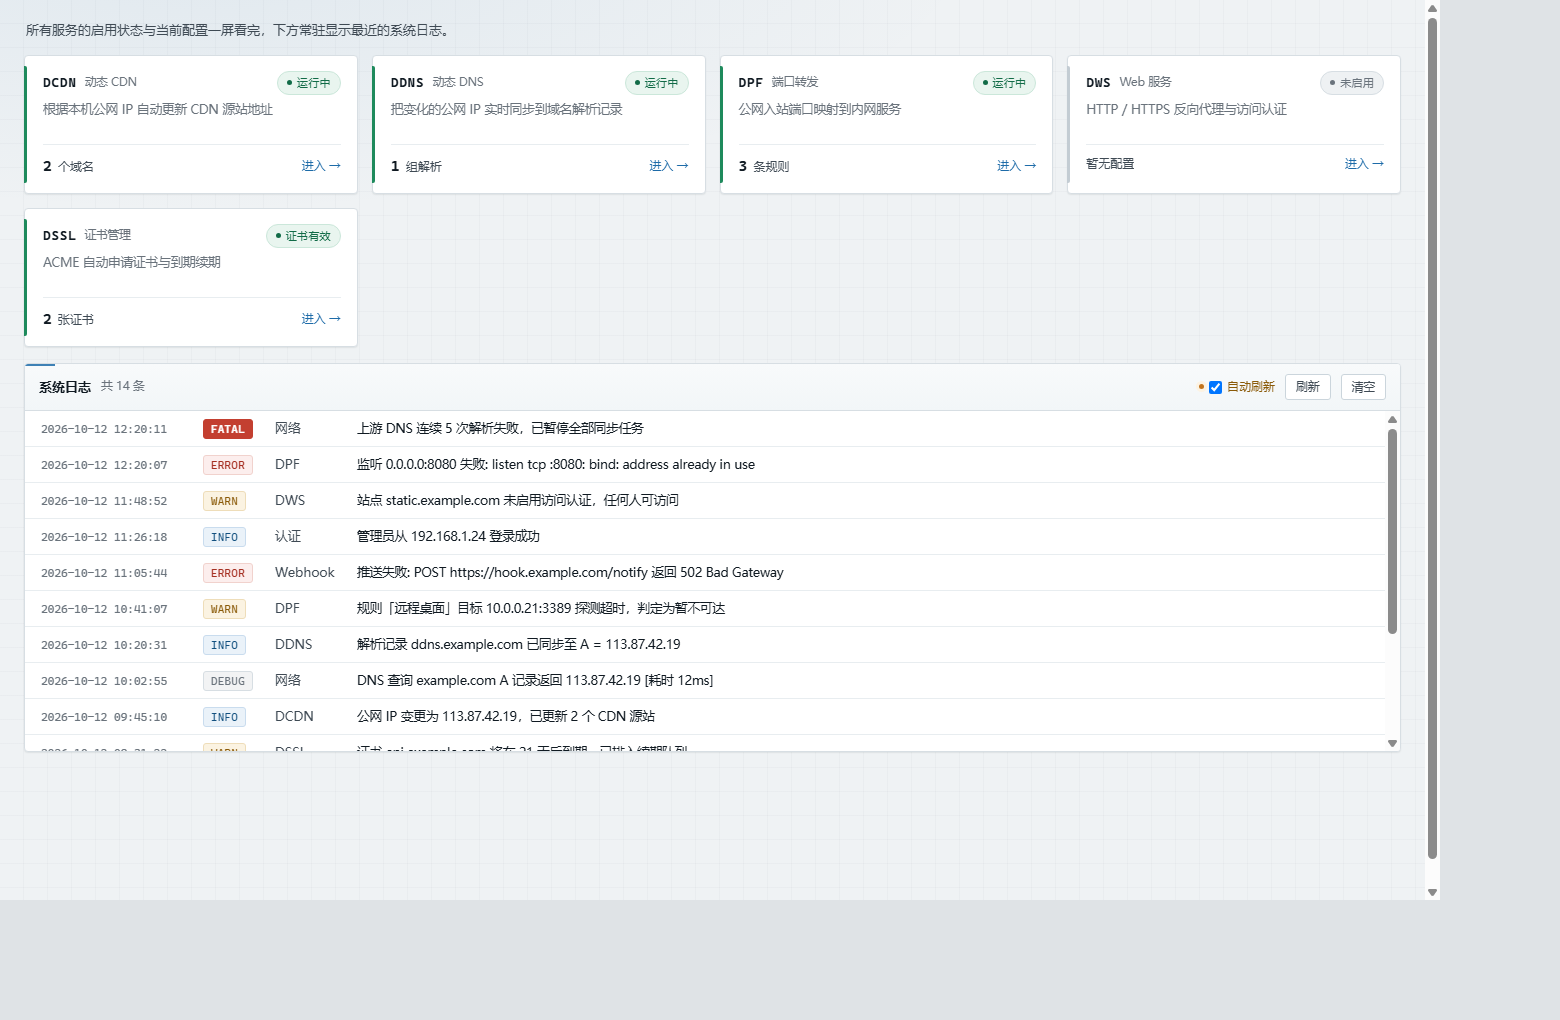 所有服务的启用状态与当前配置一屏看完，下方常驻显示最近的系统日志。
DCDN 动态 CDN 运行中
根据本机公网 IP 自动更新 CDN 源站地址
2 个域名 进入 →
DDNS 动态 DNS 运行中
把变化的公网 IP 实时同步到域名解析记录
1 组解析 进入 →
DPF 端口转发 运行中
公网入站端口映射到内网服务
3 条规则 进入 →
DWS Web 服务 未启用
HTTP / HTTPS 反向代理与访问认证
暂无配置 进入 →
DSSL 证书管理 证书有效
ACME 自动申请证书与到期续期
2 张证书 进入 →
系统日志 共 14 条 自动刷新 刷新 清空
2026-10-12 12:20:11 FATAL 网络 上游 DNS 连续 5 次解析失败，已暂停全部同步任务
2026-10-12 12:20:07 ERROR DPF 监听 0.0.0.0:8080 失败: listen tcp :8080: bind: address already in use
2026-10-12 11:48:52 WARN DWS 站点 static.example.com 未启用访问认证，任何人可访问
2026-10-12 11:26:18 INFO 认证 管理员从 192.168.1.24 登录成功
2026-10-12 11:05:44 ERROR Webhook 推送失败: POST https://hook.example.com/notify 返回 502 Bad Gateway
2026-10-12 10:41:07 WARN DPF 规则「远程桌面」目标 10.0.0.21:3389 探测超时，判定为暂不可达
2026-10-12 10:20:31 INFO DDNS 解析记录 ddns.example.com 已同步至 A = 113.87.42.19
2026-10-12 10:02:55 DEBUG 网络 DNS 查询 example.com A 记录返回 113.87.42.19 [耗时 12ms]
2026-10-12 09:45:10 INFO DCDN 公网 IP 变更为 113.87.42.19，已更新 2 个 CDN 源站
WARN DSSL 证书 api.example.com 将在 21 天后到期，已排入续期队列